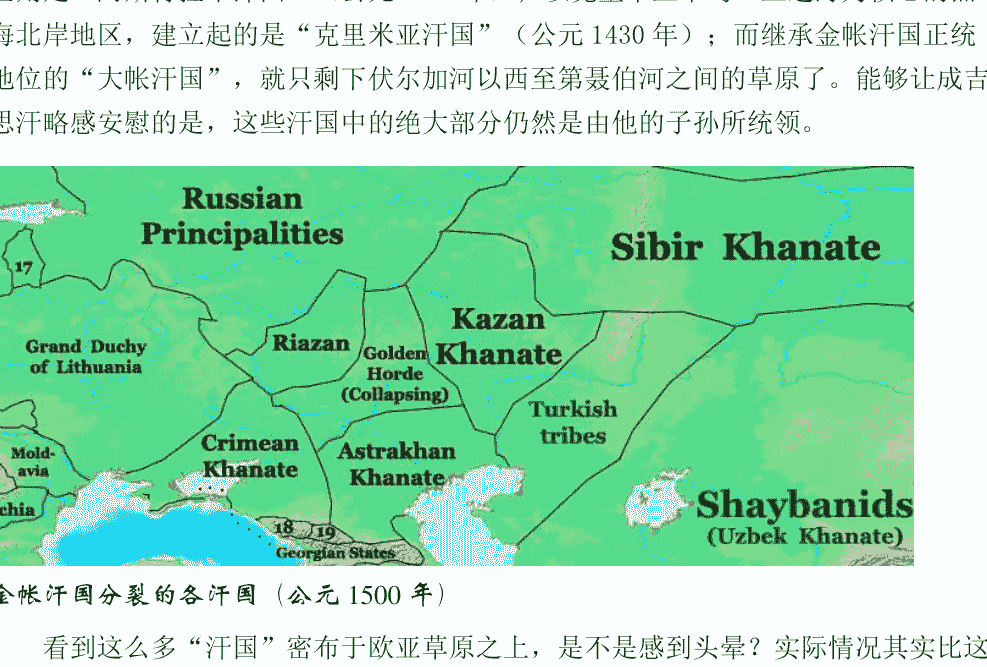 海北岸地区，建立起的是“克里米亚汗国”（公元 1430 年）；而继承金帐汗国正统
地位的“大帐汗国”，就只剩下伏尔加河以西至第聂伯河之间的草原了。能够让成吉
思汗略感安慰的是，这些汗国中的绝大部分仍然是由他的子孙所统领。
Russian
Principalities
Sibir Khanate
17
Kazan
Khanate
Riazan
Grand Duchy
of Lithuania
Golden
Horde
(Collapsing)
Turkish
tribes
Crimean
Khanate
Astrakhan
Khanate
Mold-
avia
Shaybanids
(Uzbek Khanate)
chia
18
19
Georgian States
金帐汗国分裂的各汗国（公元 1500 年）
看到这么多“汗国”密布于欧亚草原之上，是不是感到头晕？实际情况其实比这